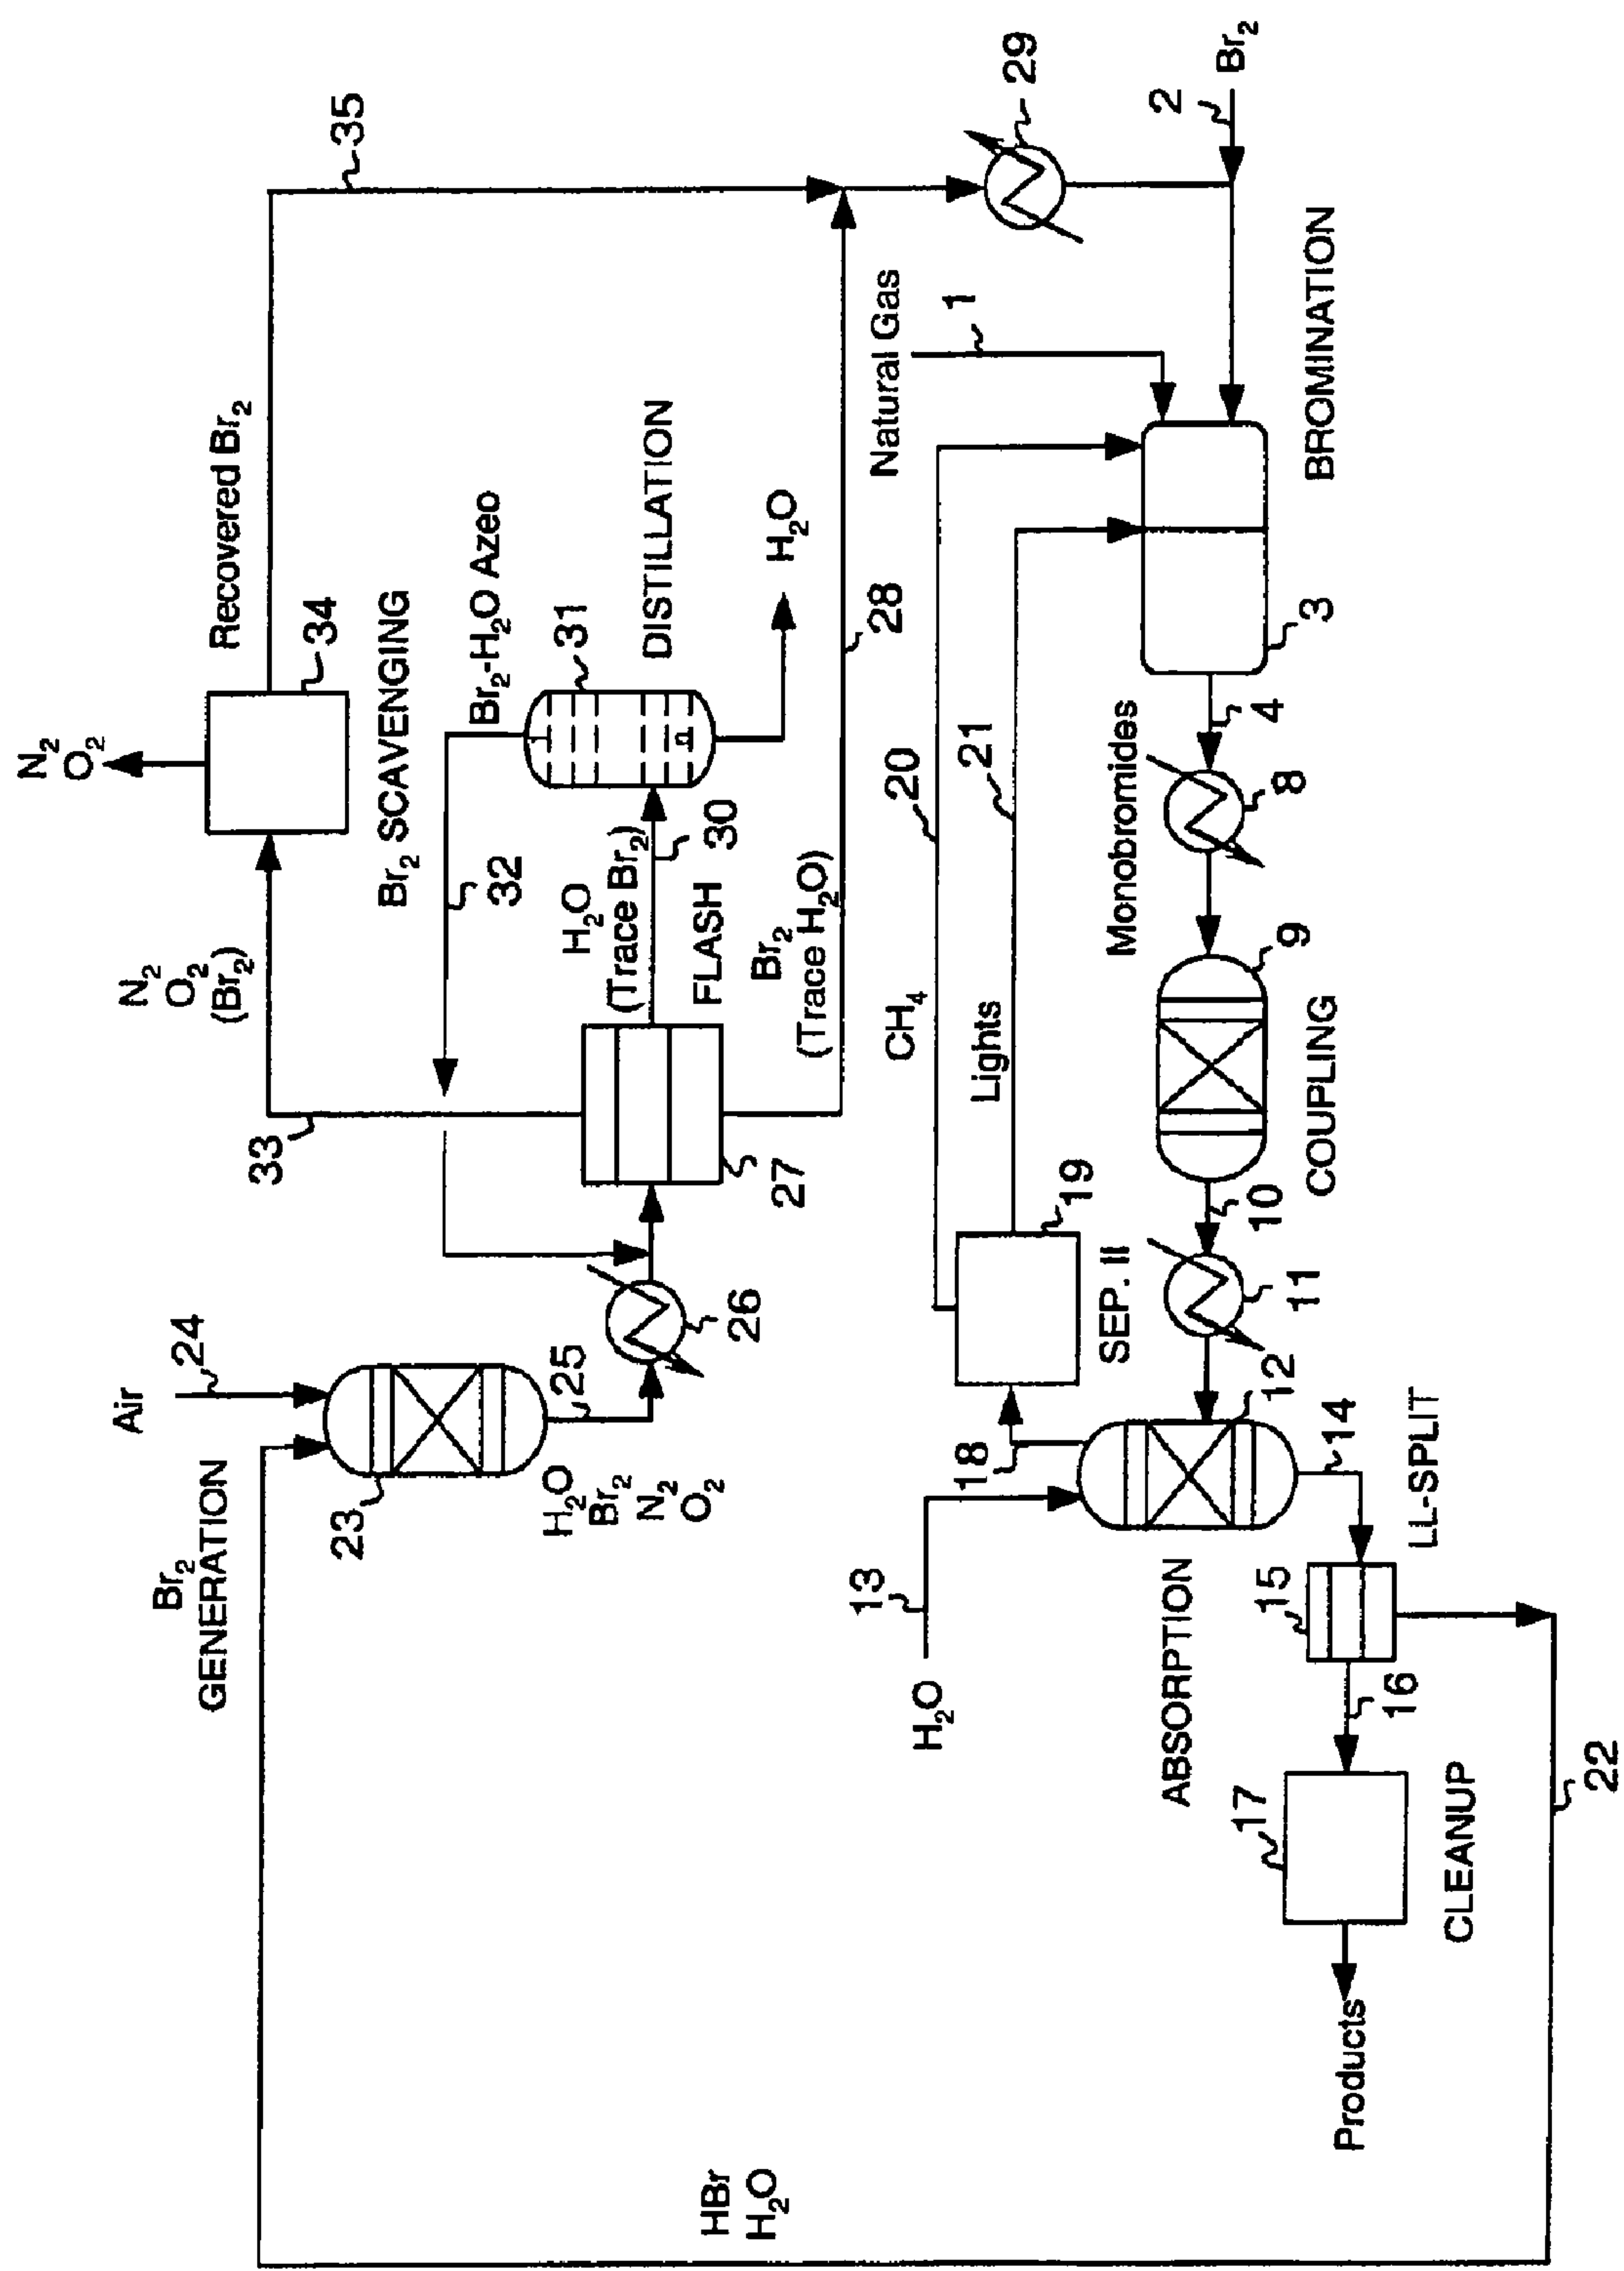 N₂
O₂
Recovered Br₂
35
34
Br₂ SCAVENGING
N₂
O₂
(Br₂)
33
32
Br₂-H₂O Azeo
31
DISTILLATION
H₂O
H₂O
(Trace Br₂)
30
FLASH
27
Br₂
(Trace H₂O)
28
29
2
Br₂
Br₂
GENERATION
Air
24
23
25
H₂O
Br₂
N₂
O₂
26
Natural Gas
1
BROMINATION
3
CH₄
20
Lights
21
Monobromides
4
8
9
COUPLING
10
11
19
SEP. II
18
12
13
H₂O
ABSORPTION
14
LL-SPLIT
15
16
17
CLEANUP
Products
22
HBr
H₂O